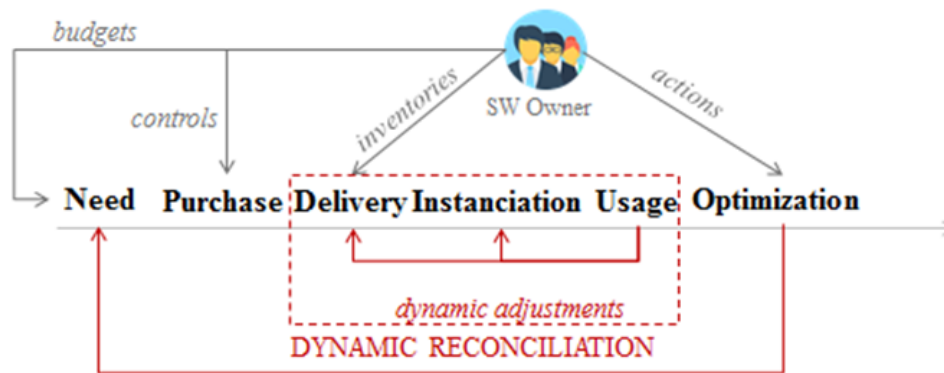 budgets
SW Owner
controls
inventories
actions
Need Purchase Delivery Instanciation Usage Optimization
dynamic adjustments
DYNAMIC RECONCILIATION